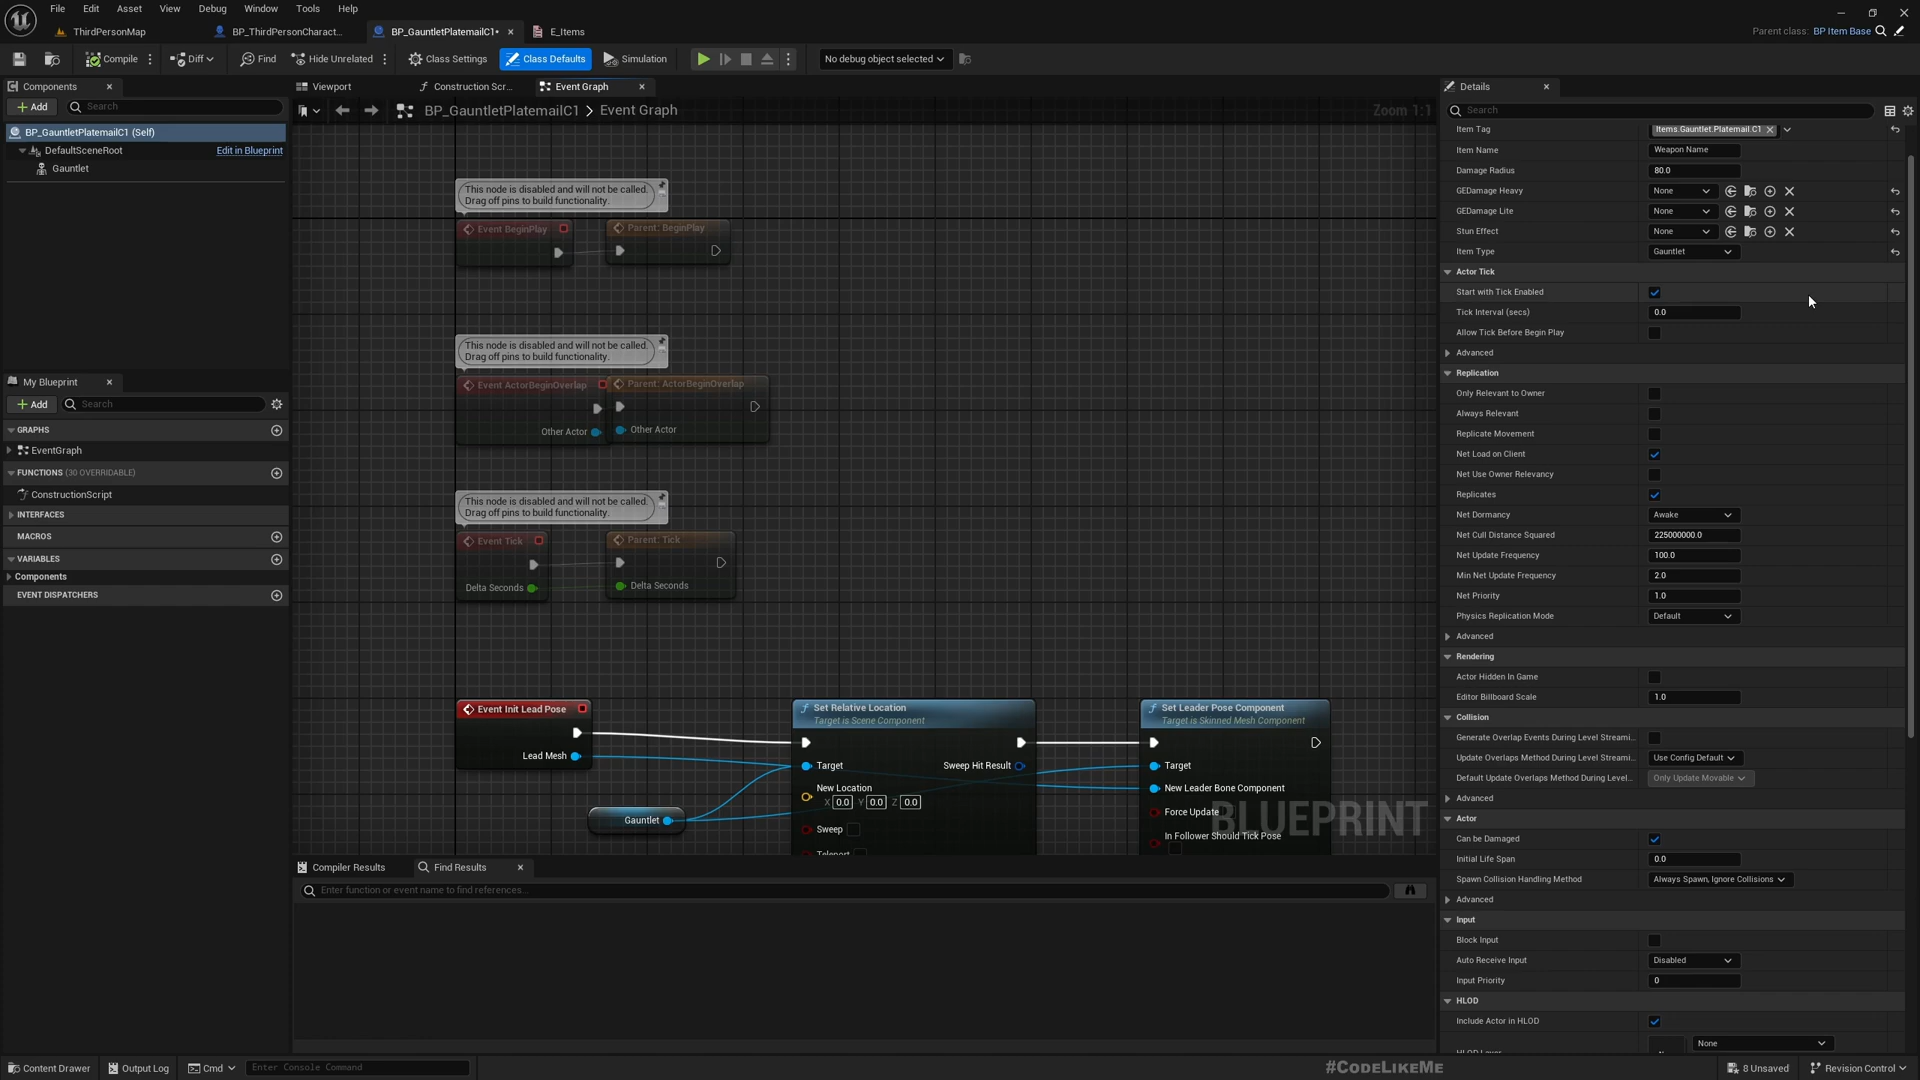 File Edit Asset View Debug Window Tools Help
ThirdPersonMap BP_ThirdPersonCharact... BP_GauntletPlatemailC1• E_Items
Parent class: BP Item Base
Compile Diff Find Hide Unrelated Class Settings Class Defaults Simulation No debug object selected
Components
Add Search
BP_GauntletPlatemailC1 (Self)
DefaultSceneRoot Edit in Blueprint
Gauntlet
My Blueprint
Add Search
GRAPHS
EventGraph
FUNCTIONS (30 OVERRIDABLE)
ConstructionScript
INTERFACES
MACROS
VARIABLES
Components
EVENT DISPATCHERS
Viewport Construction Scr... Event Graph
BP_GauntletPlatemailC1 > Event Graph Zoom 1:1
This node is disabled and will not be called.
Drag off pins to build functionality.
Event BeginPlay Parent: BeginPlay
This node is disabled and will not be called.
Drag off pins to build functionality.
Event ActorBeginOverlap Parent: ActorBeginOverlap
Other Actor Other Actor
This node is disabled and will not be called.
Drag off pins to build functionality.
Event Tick Parent: Tick
Delta Seconds Delta Seconds
Event Init Lead Pose
Lead Mesh
Gauntlet
Set Relative Location
Target is Scene Component
Target Sweep Hit Result
New Location
X 0.0 Y 0.0 Z 0.0
Sweep
Teleport
Set Leader Pose Component
Target is Skinned Mesh Component
Target
New Leader Bone Component
Force Update
In Follower Should Tick Pose
BLUEPRINT
Compiler Results Find Results
Enter function or event name to find references...
Details
Search
Item Tag Items.Gauntlet.Platemail.C1
Item Name Weapon Name
Damage Radius 80.0
GEDamage Heavy None
GEDamage Lite None
Stun Effect None
Item Type Gauntlet
Actor Tick
Start with Tick Enabled
Tick Interval (secs) 0.0
Allow Tick Before Begin Play
Advanced
Replication
Only Relevant to Owner
Always Relevant
Replicate Movement
Net Load on Client
Net Use Owner Relevancy
Replicates
Net Dormancy Awake
Net Cull Distance Squared 225000000.0
Net Update Frequency 100.0
Min Net Update Frequency 2.0
Net Priority 1.0
Physics Replication Mode Default
Advanced
Rendering
Actor Hidden In Game
Editor Billboard Scale 1.0
Collision
Generate Overlap Events During Level Streami...
Update Overlaps Method During Level Streami... Use Config Default
Default Update Overlaps Method During Level... Only Update Movable
Advanced
Actor
Can be Damaged
Initial Life Span 0.0
Spawn Collision Handling Method Always Spawn, Ignore Collisions
Advanced
Input
Block Input
Auto Receive Input Disabled
Input Priority 0
HLOD
Include Actor in HLOD
HLOD Layer None
Content Drawer Output Log Cmd Enter Console Command #CodeLikeMe 8 Unsaved Revision Control